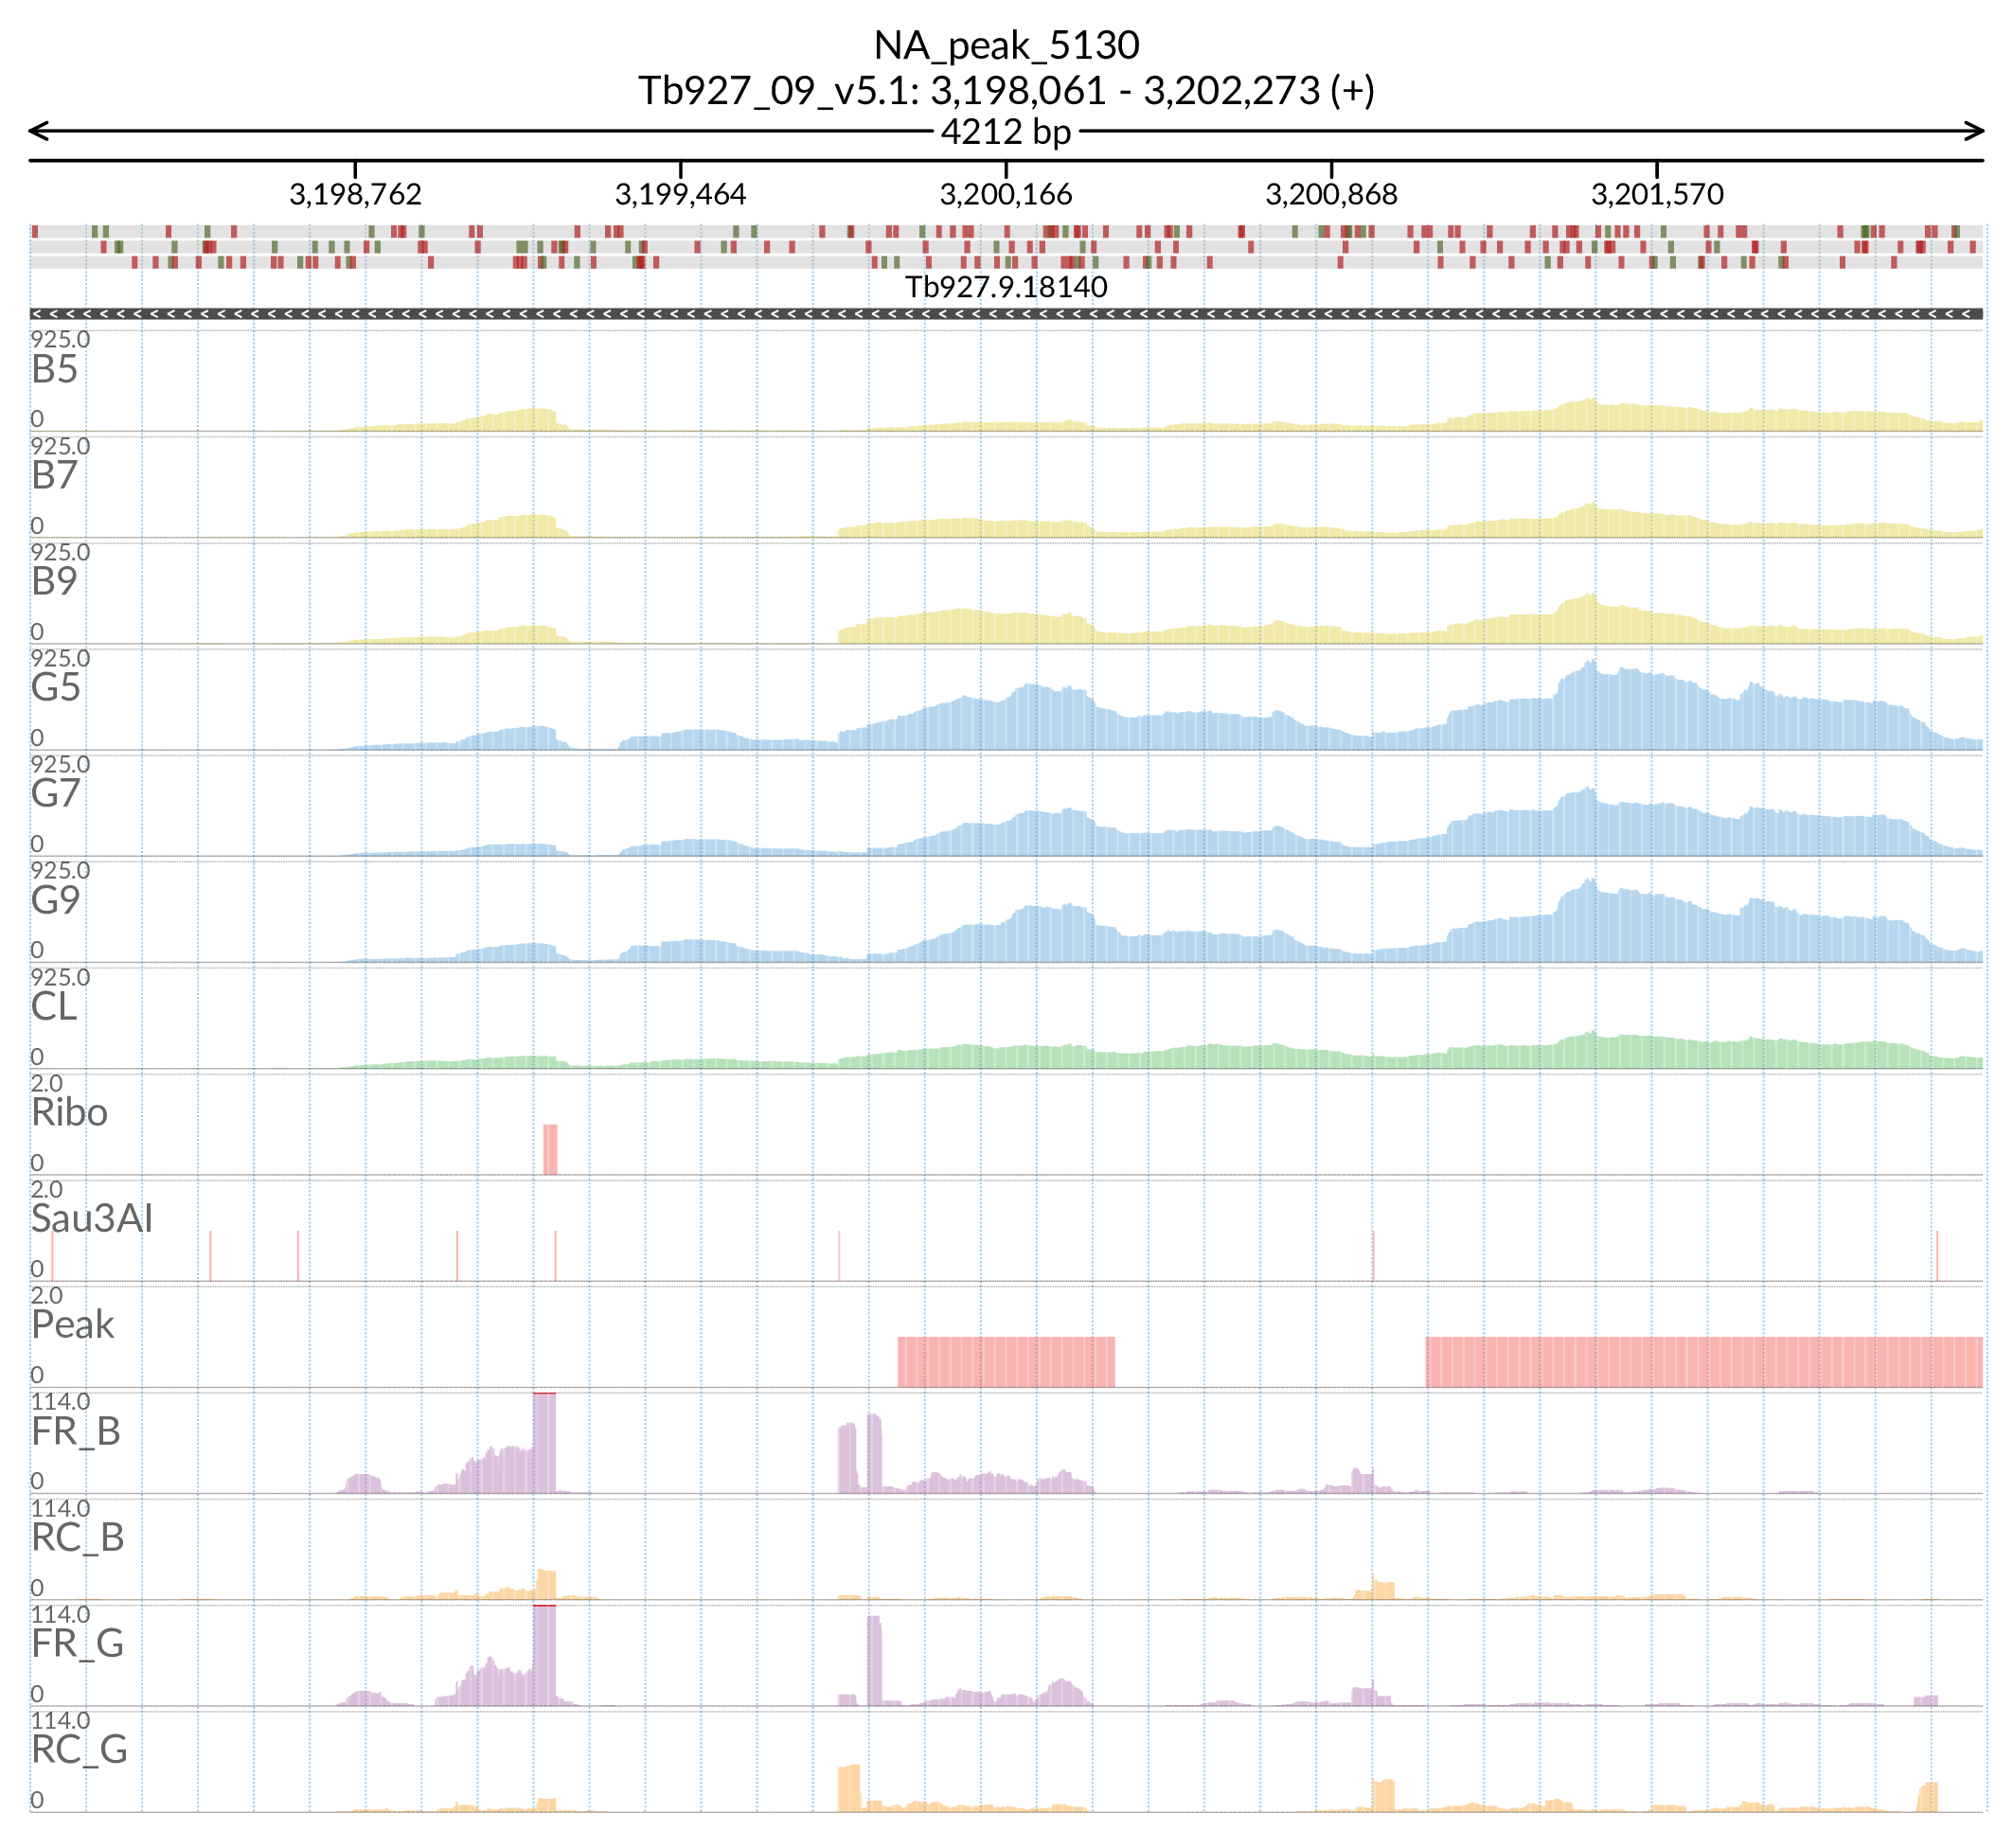 NA_peak_5130
Tb927_09_v5.1: 3,198,061 - 3,202,273 (+)
4212 bp
3,198,762 3,199,464 3,200,166 3,200,868 3,201,570
Tb927.9.18140
925.0
B5
0
925.0
B7
0
925.0
B9
0
925.0
G5
0
925.0
G7
0
925.0
G9
0
925.0
CL
0
2.0
Ribo
0
2.0
Sau3AI
0
2.0
Peak
0
114.0
FR_B
0
114.0
RC_B
0
114.0
FR_G
0
114.0
RC_G
0